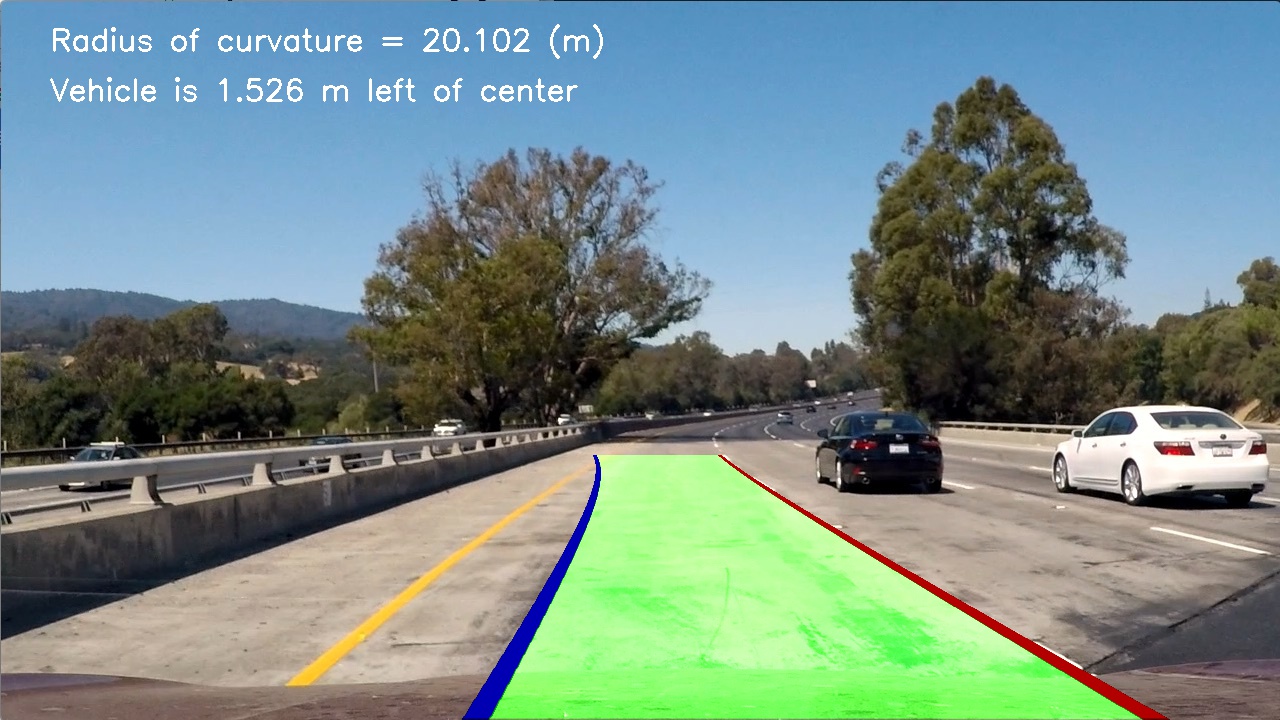 Radius of curvature = 20.102 (m)
Vehicle is 1.526 m left of center